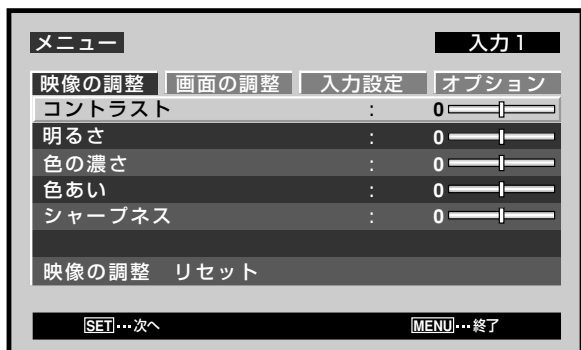 メニュー 入力1
映像の調整 画面の調整 入力設定 オプション
コントラスト : 0
明るさ : 0
色の濃さ : 0
色あい : 0
シャープネス : 0
映像の調整 リセット
SET…次へ MENU…終了